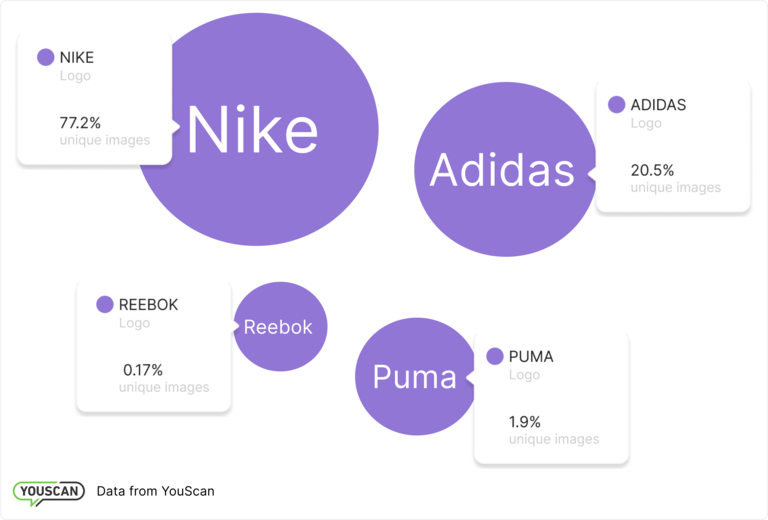 NIKE
Logo
77.2%
unique images
Nike
Adidas
ADIDAS
Logo
20.5%
unique images
REEBOK
Logo
0.17%
unique images
Reebok
Puma
PUMA
Logo
1.9%
unique images
YOUSCAN
Data from YouScan